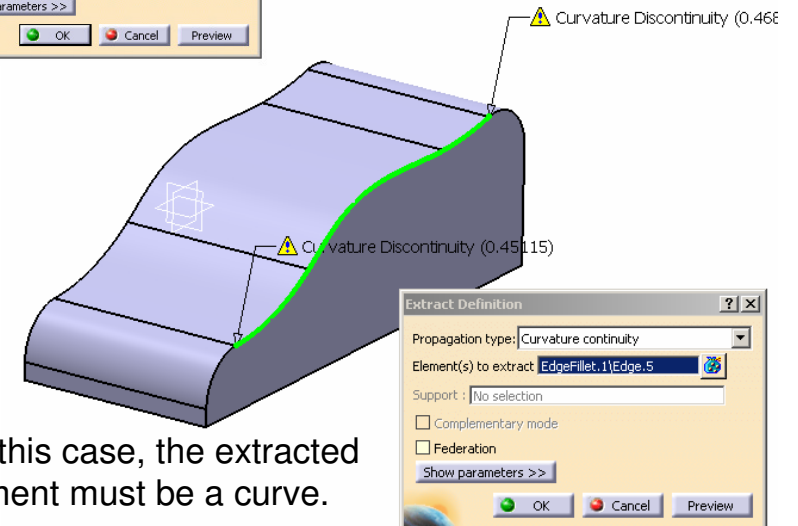 OK Cancel Preview
Curvature Discontinuity (0.468
Curvature Discontinuity (0.45115)
Extract Definition
Propagation type: Curvature continuity
Element(s) to extract EdgeFillet.1\Edge.5
Support : No selection
Complementary mode
Federation
Show parameters >>
OK Cancel Preview
this case, the extracted
must be a curve.